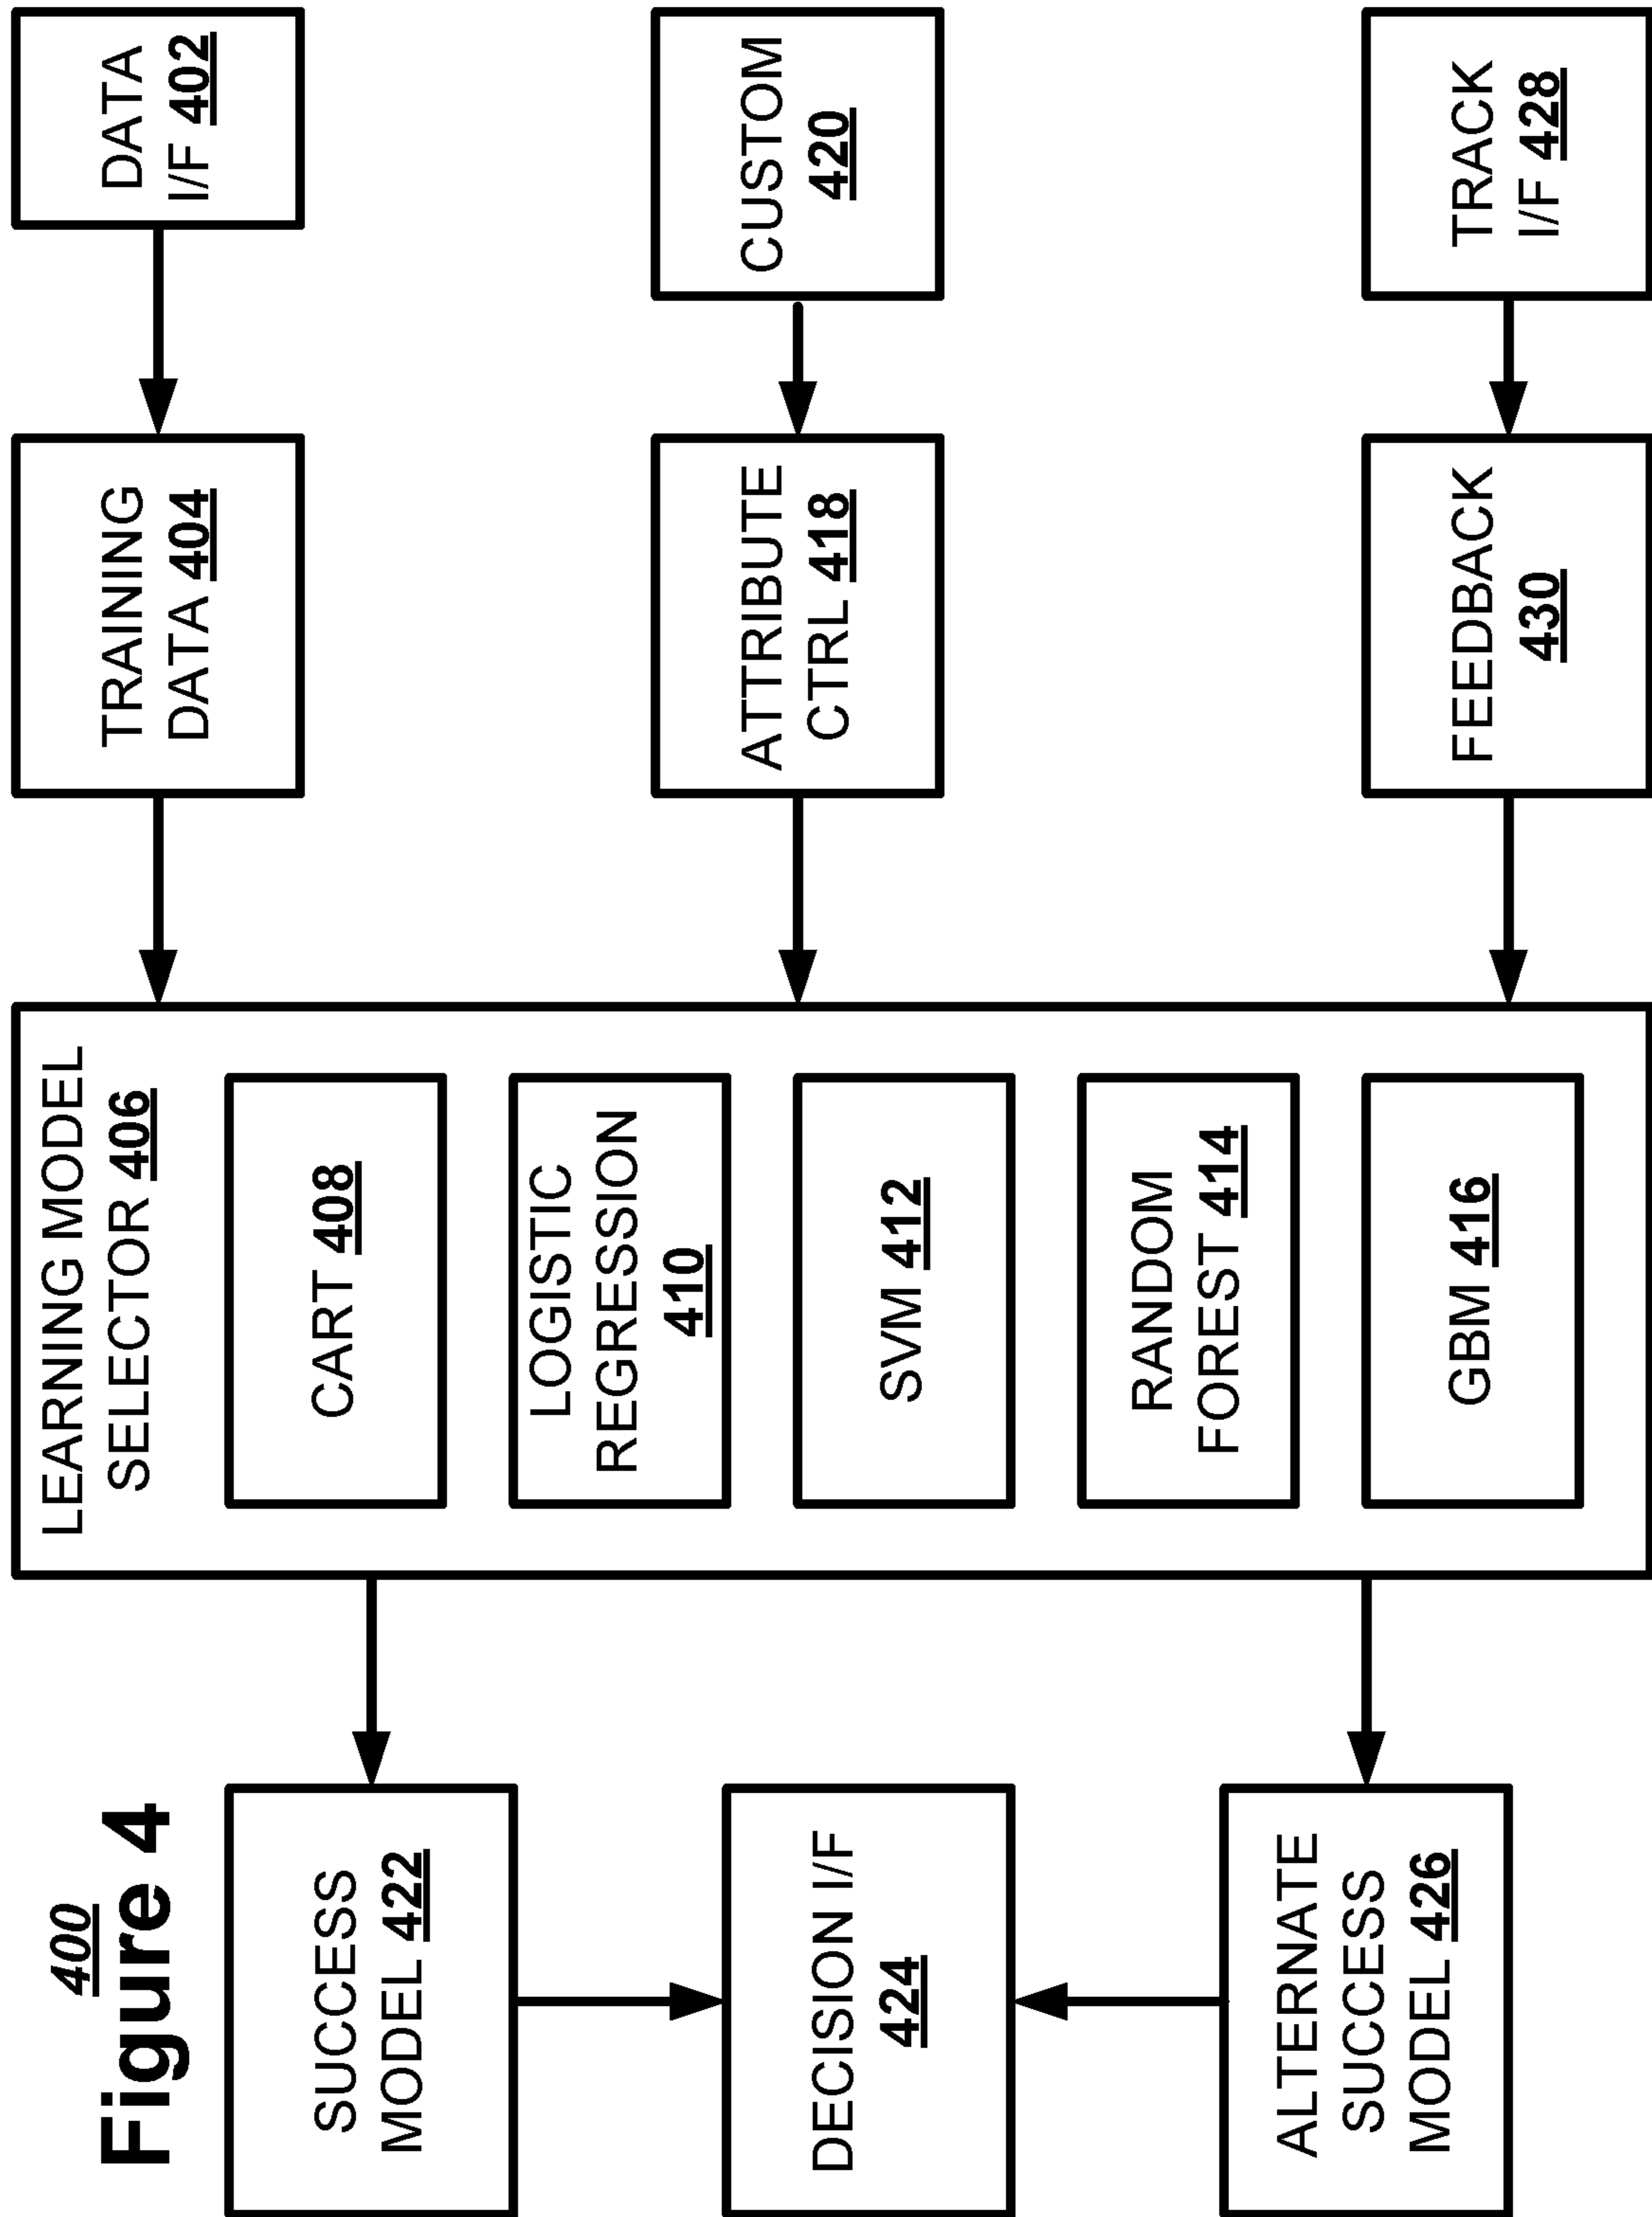 400
Figure 4
DATA
I/F 402
TRAINING
DATA 404
LEARNING MODEL
SELECTOR 406
CART 408
LOGISTIC
REGRESSION
410
SVM 412
RANDOM
FOREST 414
GBM 416
CUSTOM
420
ATTRIBUTE
CTRL 418
TRACK
I/F 428
FEEDBACK
430
SUCCESS
MODEL 422
DECISION I/F
424
ALTERNATE
SUCCESS
MODEL 426